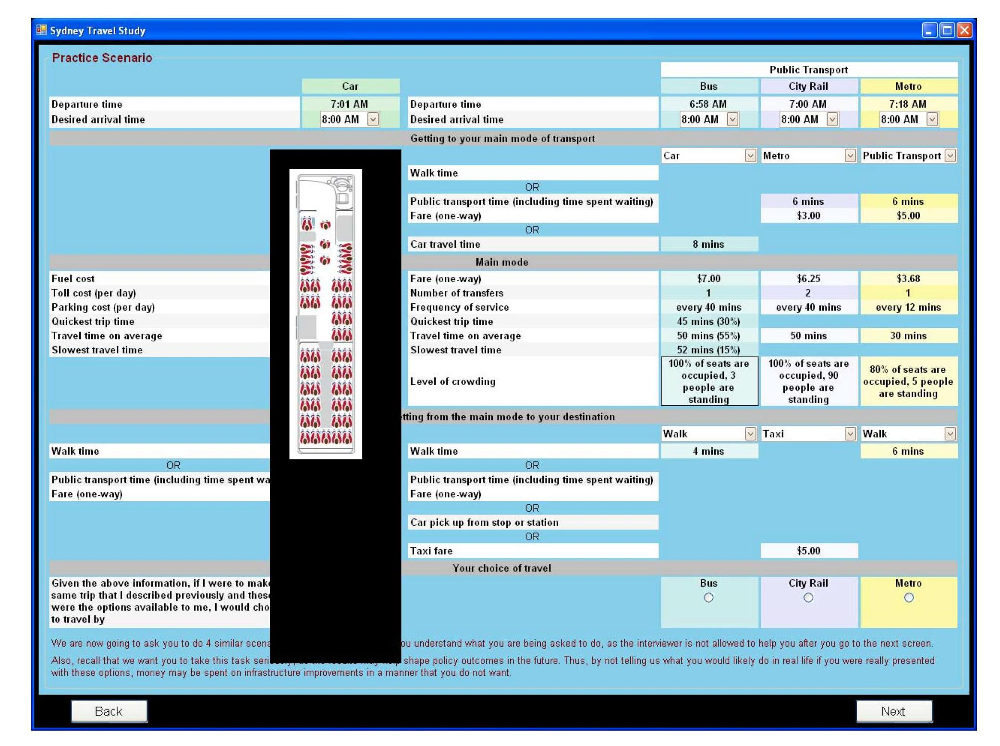 Sydney Travel Study
Practice Scenario
Public Transport
Car Bus City Rail Metro
Departure time 7:01 AM Departure time 6:58 AM 7:00 AM 7:18 AM
Desired arrival time 8:00 AM Desired arrival time 8:00 AM 8:00 AM 8:00 AM
Getting to your main mode of transport
Car Metro Public Transport
Walk time
OR
Public transport time (including time spent waiting) 6 mins 6 mins
Fare (one-way) $3.00 $5.00
OR
Car travel time 8 mins
Main mode
Fuel cost Fare (one-way) $7.00 $6.25 $3.68
Toll cost (per day) Number of transfers 1 2 1
Parking cost (per day) Frequency of service every 40 mins every 40 mins every 12 mins
Quickest trip time Quickest trip time 45 mins (30%)
Travel time on average Travel time on average 50 mins (55%) 50 mins 30 mins
Slowest travel time Slowest travel time 52 mins (15%)
Level of crowding
100% of seats are
occupied, 3
people are
standing
100% of seats are
occupied, 90
people are
standing
80% of seats are
occupied, 5 people
are standing
tting from the main mode to your destination
Walk Taxi Walk
Walk time Walk time 4 mins 6 mins
OR OR
Public transport time (including time spent wa Public transport time (including time spent waiting)
Fare (one-way) Fare (one-way)
OR
Car pick up from stop or station
OR
Taxi fare $5.00
Your choice of travel
Given the above information, if I were to make
same trip that I described previously and these
were the options available to me, I would cho
to travel by
Bus City Rail Metro
We are now going to ask you to do 4 similar scena ou understand what you are being asked to do, as the interviewer is not allowed to help you after you go to the next screen.
Also, recall that we want you to take this task seri shape policy outcomes in the future. Thus, by not telling us what you would likely do in real life if you were really presented
with these options, money may be spent on infrastructure improvements in a manner that you do not want.
Back Next